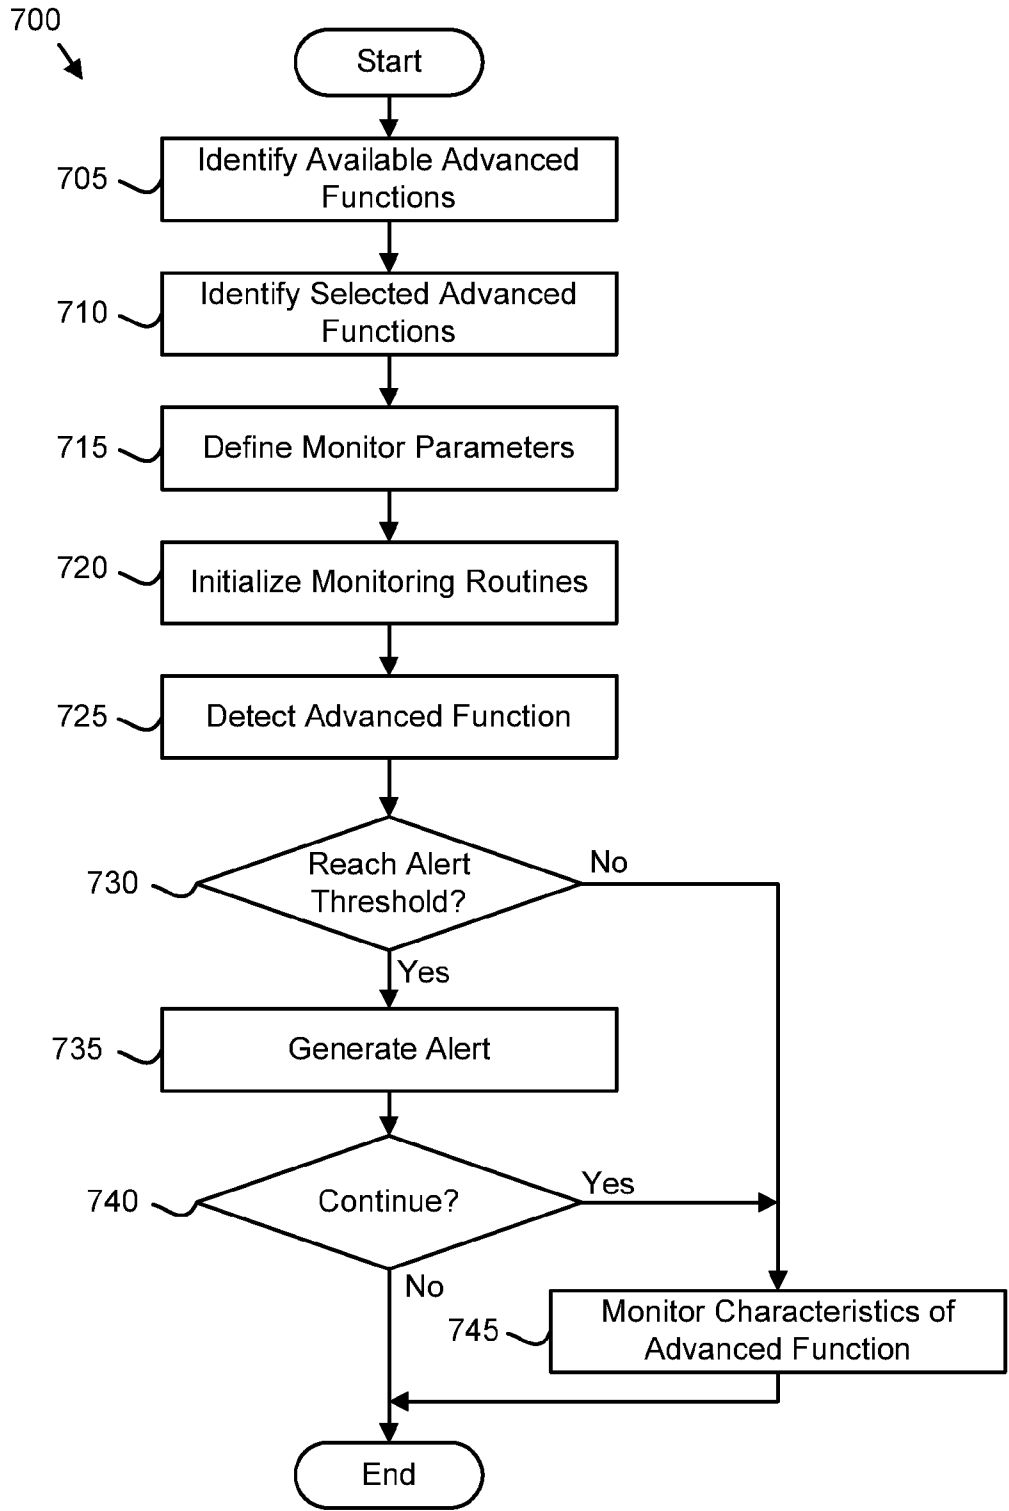 700
Start
705
Identify Available Advanced
Functions
710
Identify Selected Advanced
Functions
715
Define Monitor Parameters
720
Initialize Monitoring Routines
725
Detect Advanced Function
730
Reach Alert
Threshold?
No
Yes
735
Generate Alert
740
Continue?
Yes
No
745
Monitor Characteristics of
Advanced Function
End